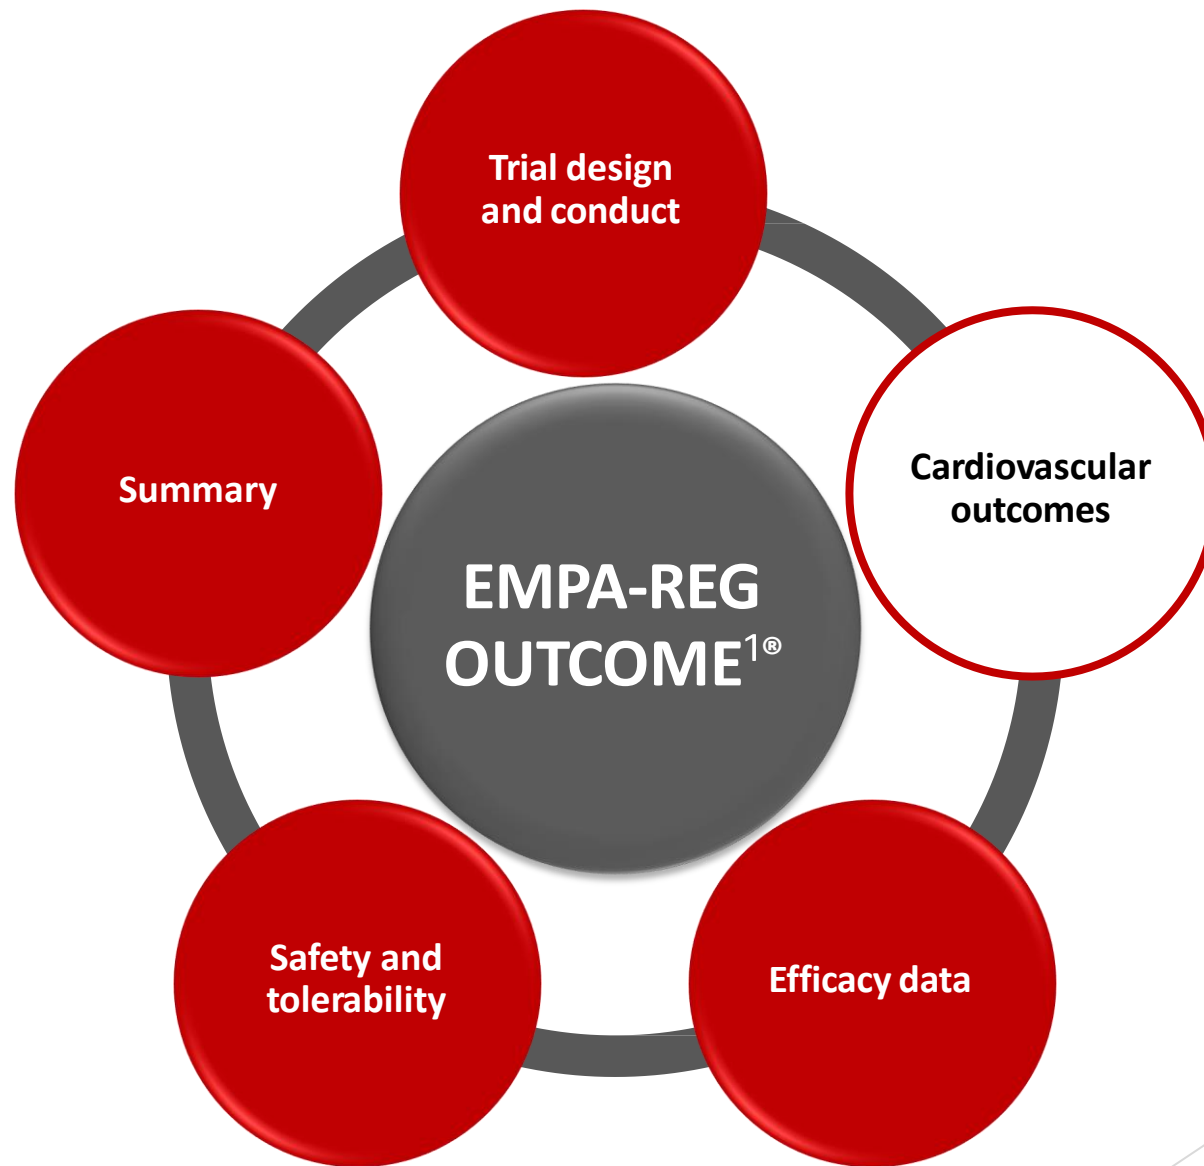 Trial design
and conduct
Cardiovascular
outcomes
Summary
EMPA-REG
OUTCOME¹®
Safety and
tolerability
Efficacy data